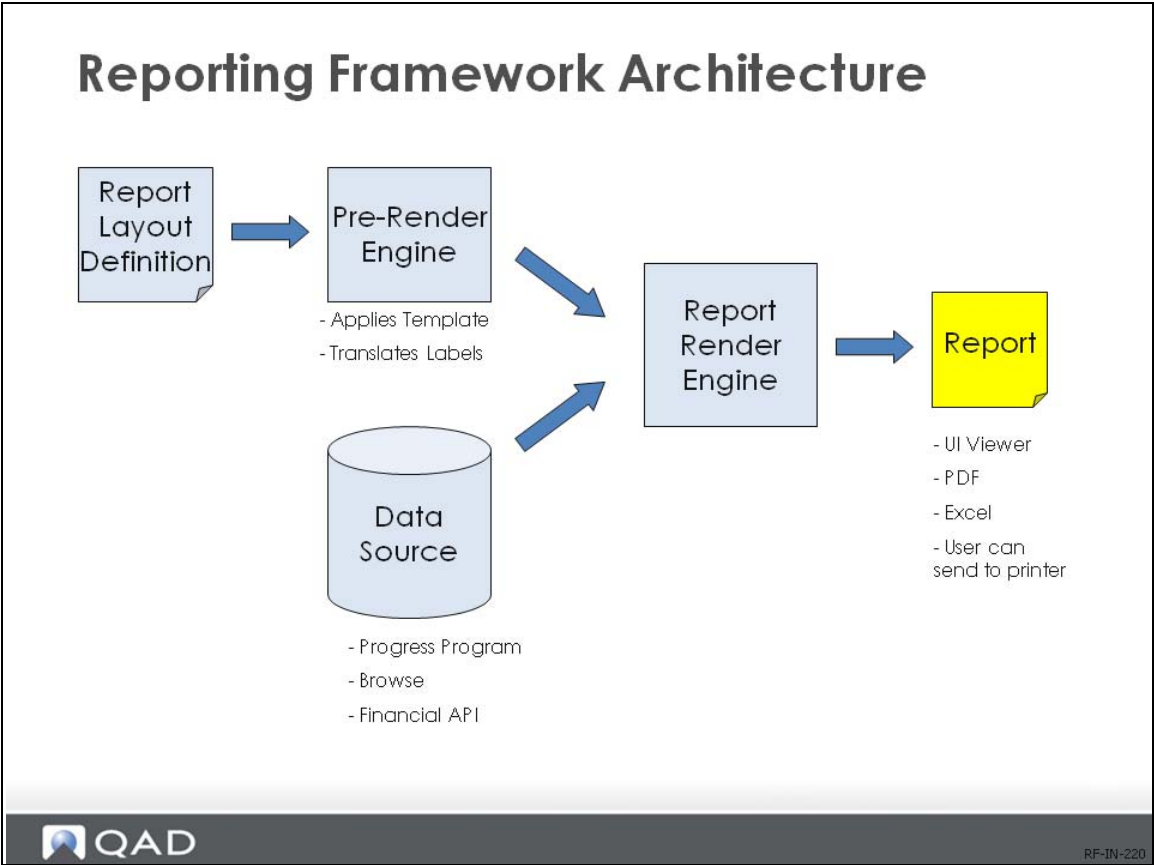 Reporting Framework Architecture
Report
Layout
Definition
Pre-Render
Engine
- Applies Template
- Translates Labels
Data
Source
- Progress Program
- Browse
- Financial API
Report
Render
Engine
Report
- UI Viewer
- PDF
- Excel
- User can
send to printer
QAD
RF-IN-220